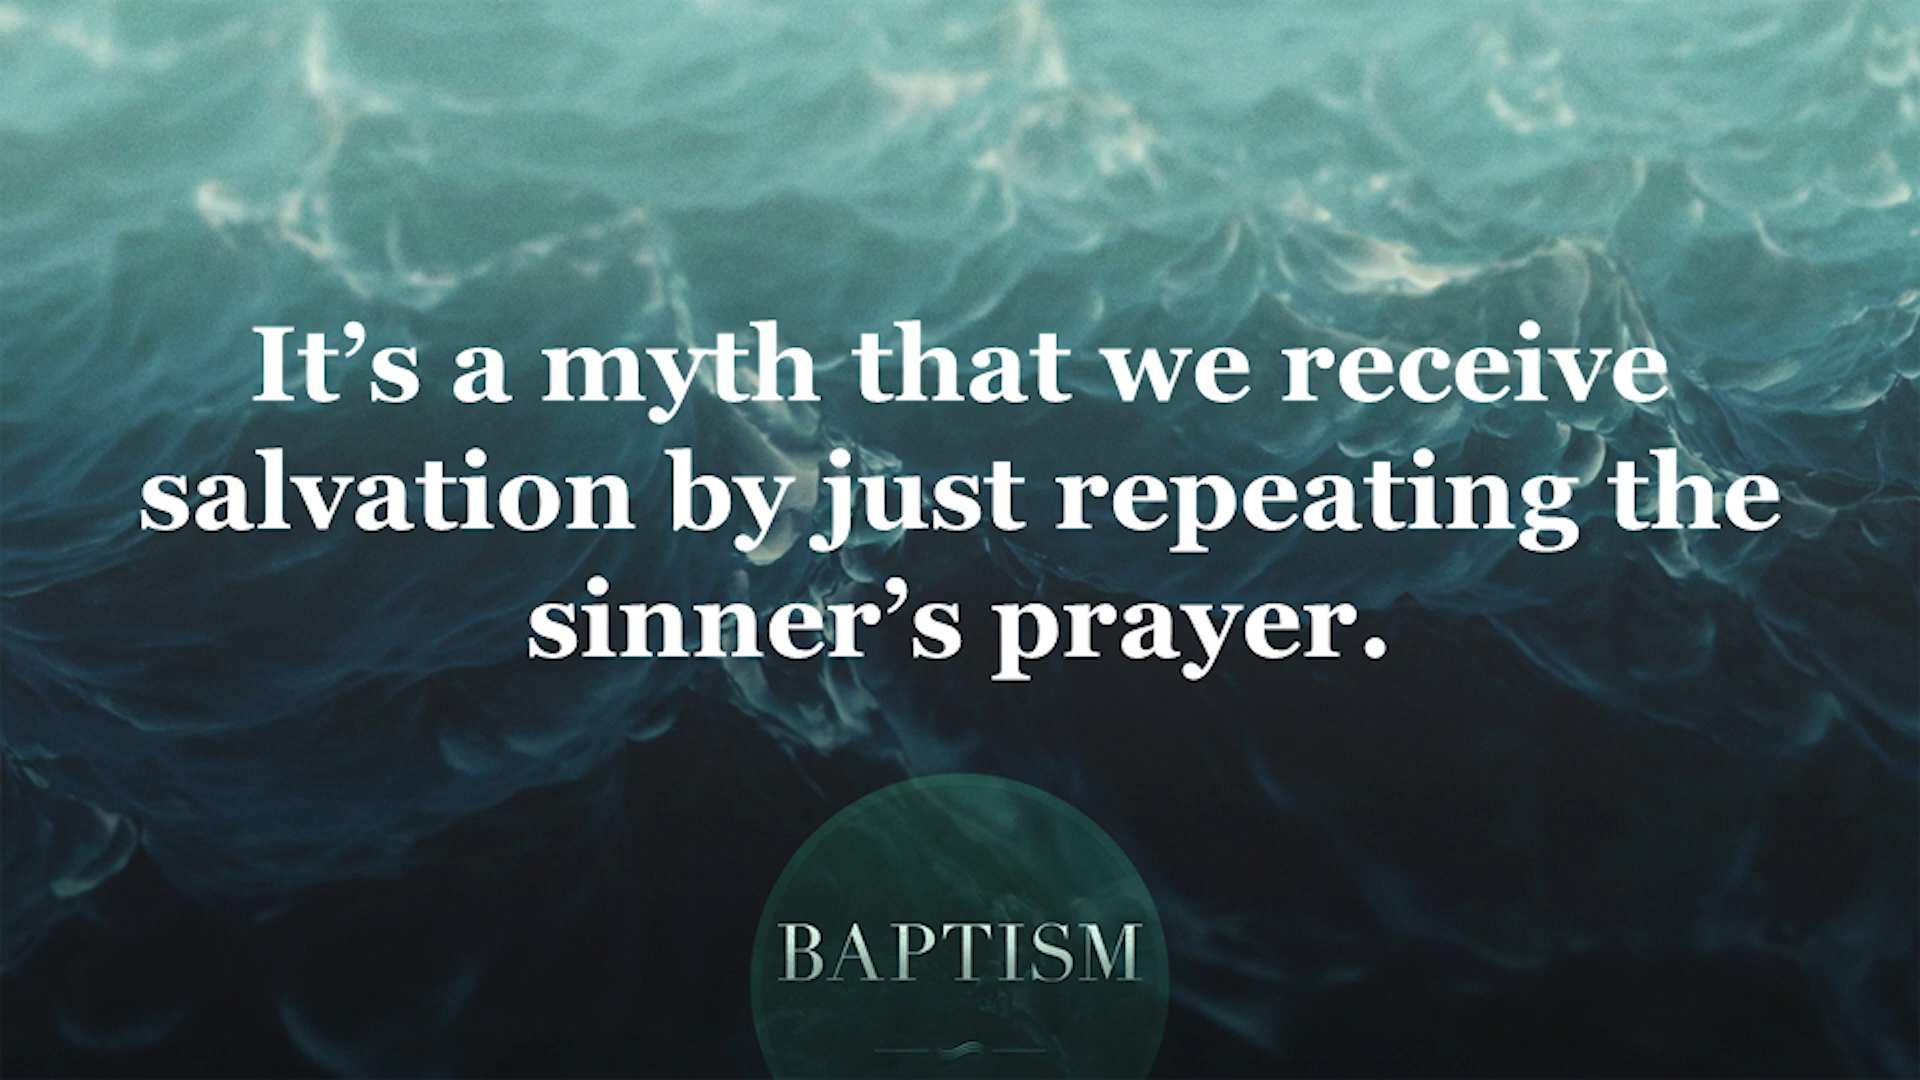 It’s a myth that we receive
salvation by just repeating the
sinner’s prayer.
BAPTISM